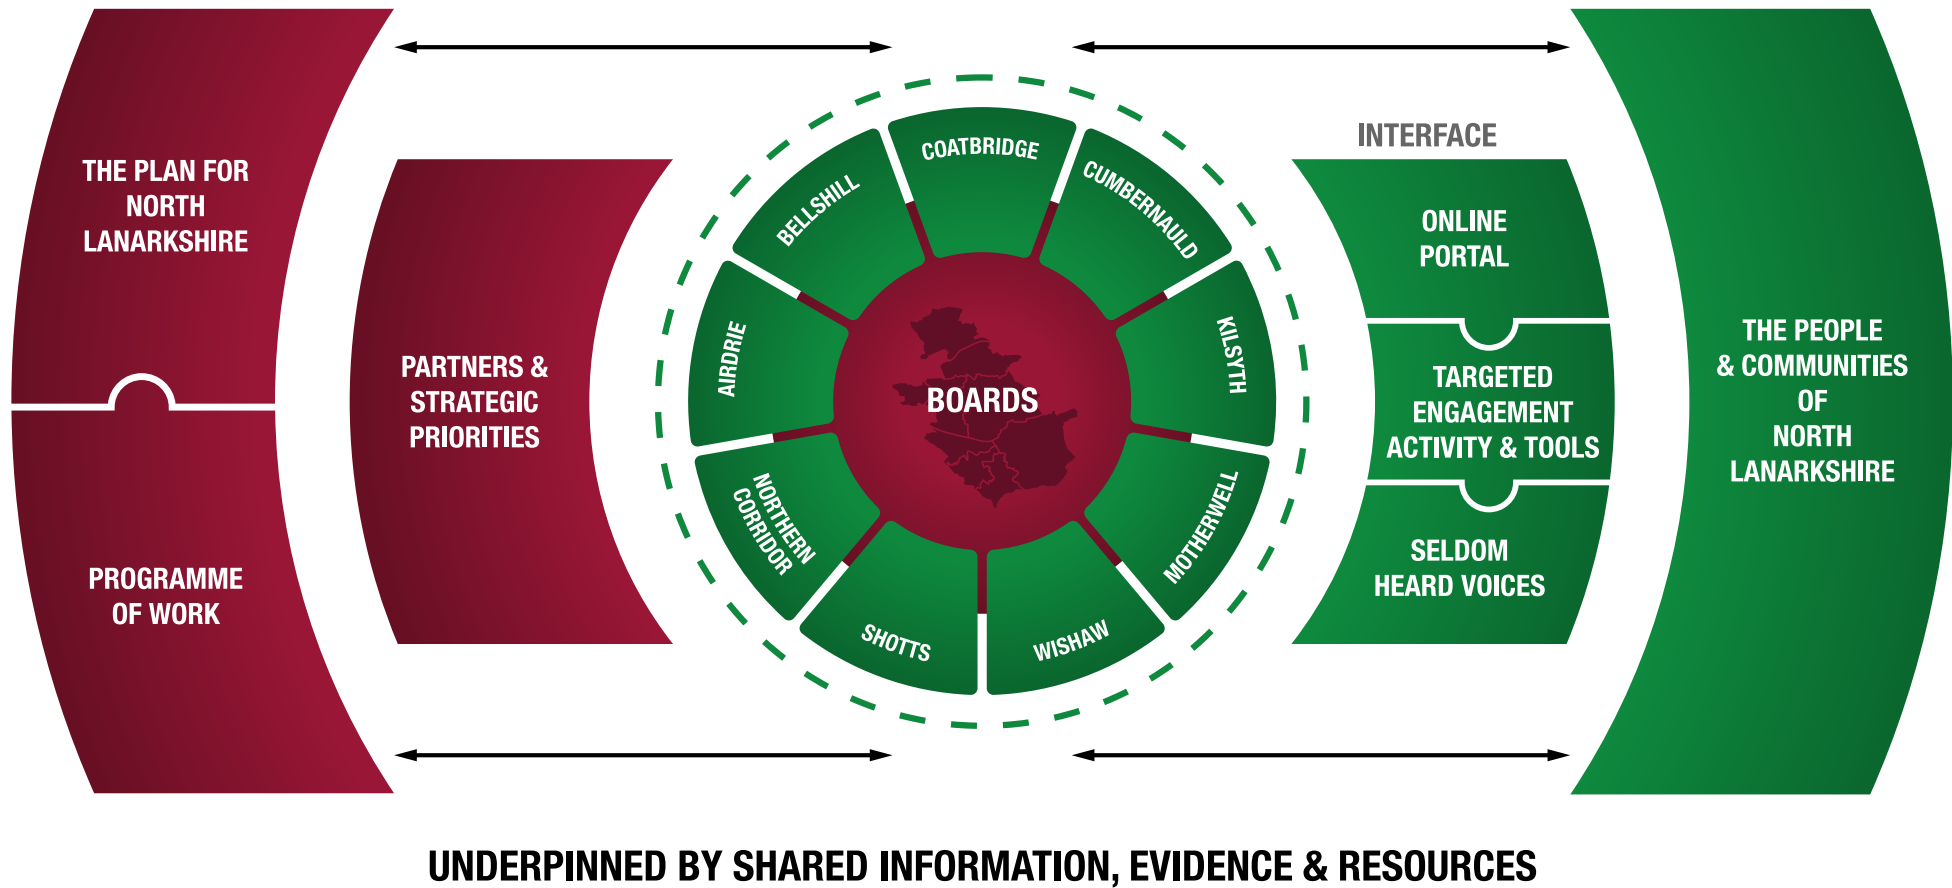 THE PLAN FOR
NORTH
LANARKSHIRE
PROGRAMME
OF WORK
PARTNERS &
STRATEGIC
PRIORITIES
COATBRIDGE
CUMBERNAULD
KILSYTH
MOTHERWELL
WISHAW
SHOTTS
NORTHERN
CORRIDOR
AIRDRIE
BELLSHILL
BOARDS
INTERFACE
ONLINE
PORTAL
TARGETED
ENGAGEMENT
ACTIVITY & TOOLS
SELDOM
HEARD VOICES
THE PEOPLE
& COMMUNITIES
OF
NORTH
LANARKSHIRE
UNDERPINNED BY SHARED INFORMATION, EVIDENCE & RESOURCES